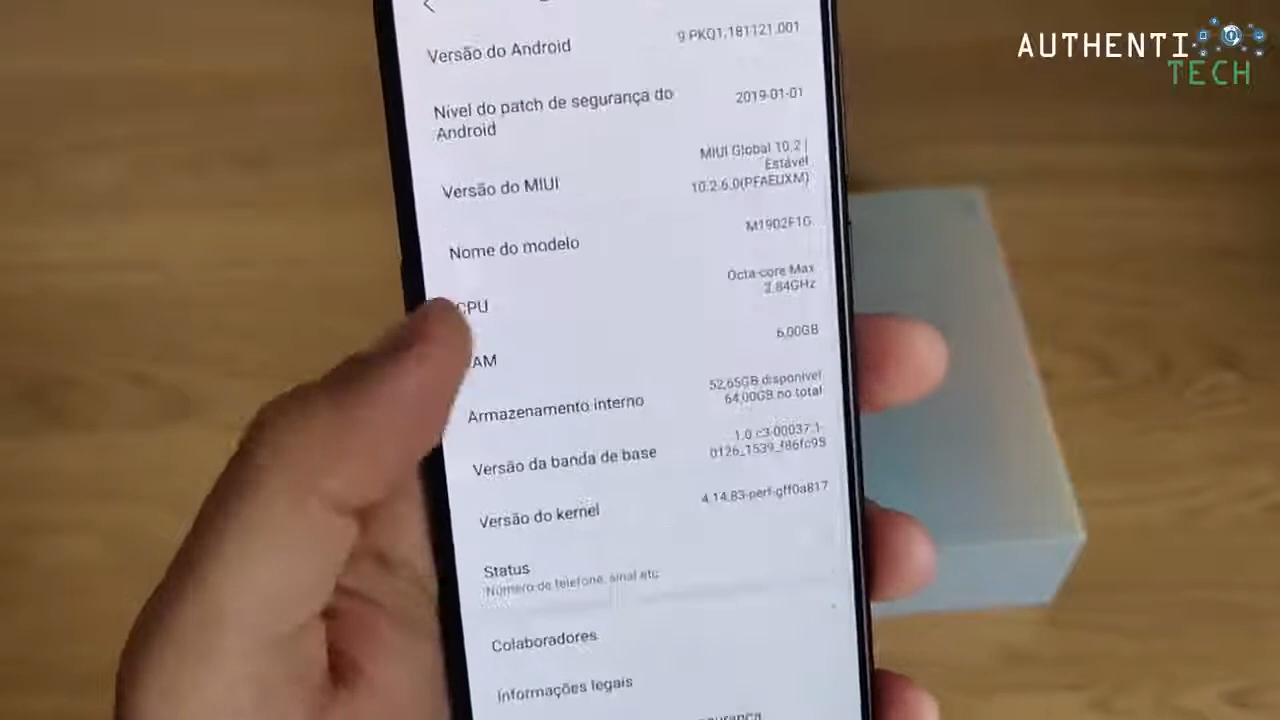 AUTHENTI
TECH
Versão do Android
9 PKQ1.181121.001
Nível do patch de segurança do
Android
2019-01-01
Versão do MIUI
MIUI Global 10.2 |
Estável
10.2.6.0(PFAEUXM)
Nome do modelo
M1902F1G
CPU
Octa-core Max
2,84GHz
AM
6,00GB
Armazenamento interno
52,65GB disponível
64,00GB no total
Versão da banda de base
1.0.c3-00037.1-
0126_1539_f86fc95
Versão do kernel
4.14.83-perf-gff0a817
Status
Número de telefone, sinal etc.
Colaboradores
Informações legais